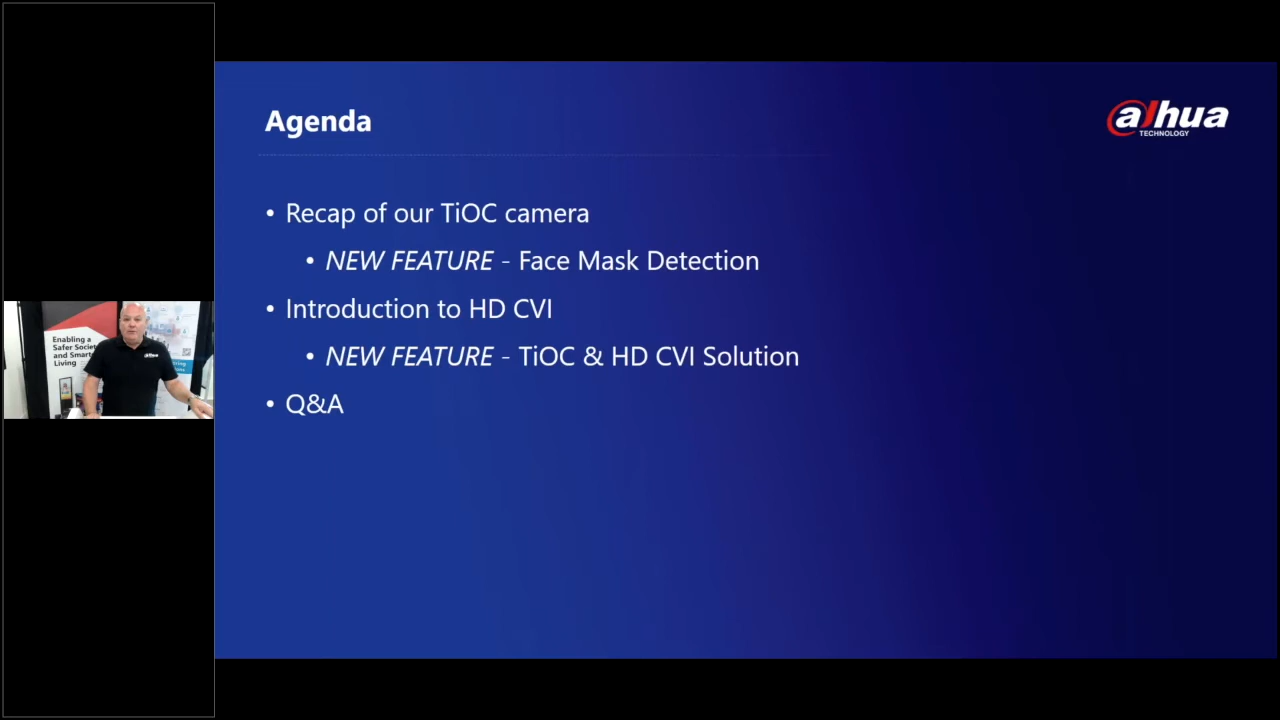 Agenda
alhua
TECHNOLOGY
• Recap of our TiOC camera
• NEW FEATURE - Face Mask Detection
• Introduction to HD CVI
• NEW FEATURE - TiOC & HD CVI Solution
• Q&A
Enabling a
Safer Society
and Smarter
Living